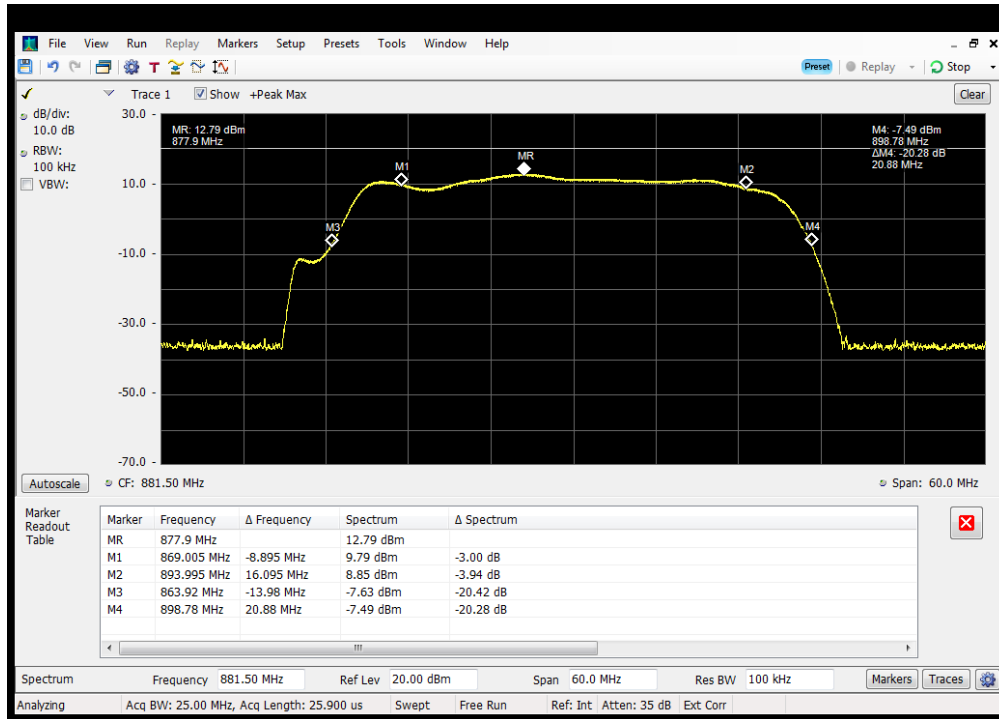 File View Run Replay Markers Setup Presets Tools Window Help
Preset Replay Stop
Trace 1 Show +Peak Max Clear
dB/div:
10.0 dB
RBW:
100 kHz
VBW:
30.0
10.0
-10.0
-30.0
-50.0
-70.0
MR: 12.79 dBm
877.9 MHz
M4: -7.49 dBm
898.78 MHz
ΔM4: -20.28 dB
20.88 MHz
M1
MR
M2
M3
M4
Autoscale CF: 881.50 MHz Span: 60.0 MHz
Marker
Readout
Table
Marker Frequency Δ Frequency Spectrum Δ Spectrum
MR 877.9 MHz 12.79 dBm
M1 869.005 MHz -8.895 MHz 9.79 dBm -3.00 dB
M2 893.995 MHz 16.095 MHz 8.85 dBm -3.94 dB
M3 863.92 MHz -13.98 MHz -7.63 dBm -20.42 dB
M4 898.78 MHz 20.88 MHz -7.49 dBm -20.28 dB
Spectrum Frequency 881.50 MHz Ref Lev 20.00 dBm Span 60.0 MHz Res BW 100 kHz Markers Traces
Analyzing Acq BW: 25.00 MHz, Acq Length: 25.900 us Swept Free Run Ref: Int Atten: 35 dB Ext Corr